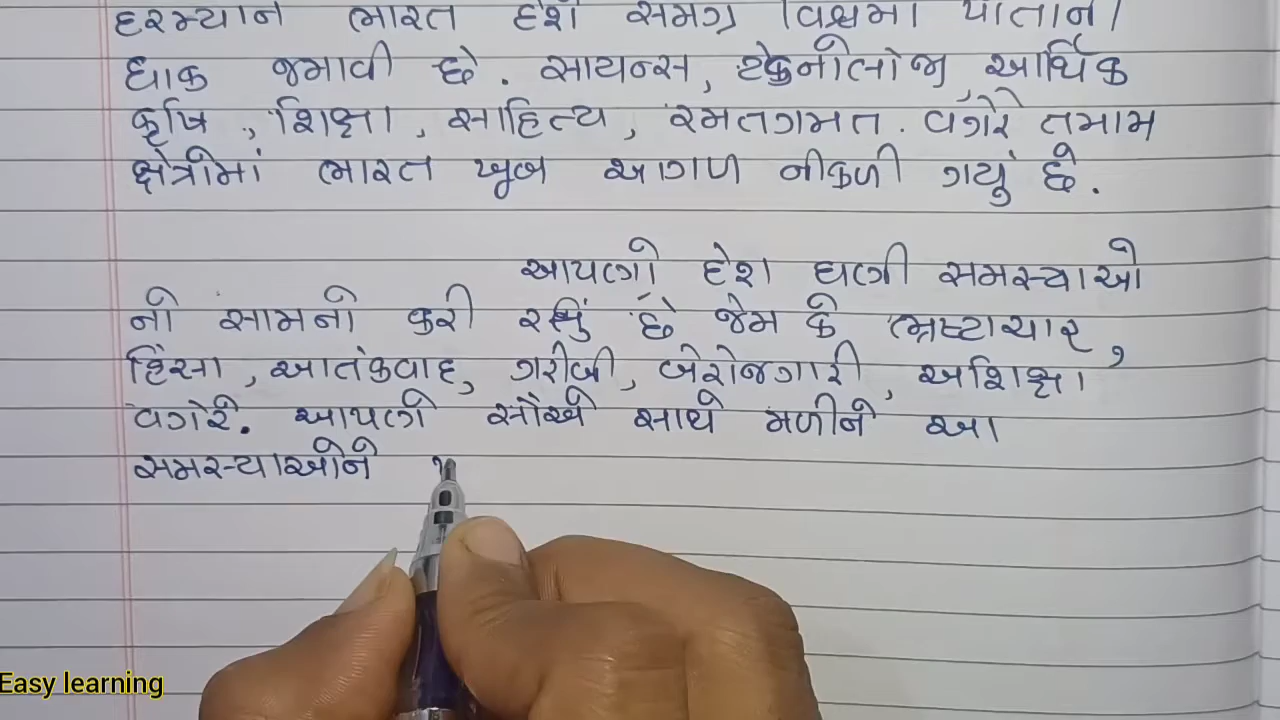 દરમ્યાન ભારત દેશે સમગ્ર વિશ્વમાં પોતાની
ધાક જમાવી છે. સાયન્સ, ટેકનોલોજી, આર્થિક
કૃષિ, શિક્ષા, સાહિત્ય, રમતગમત. વગેરે તમામ
ક્ષેત્રોમાં ભારત ખૂબ આગળ નીકળી ગયું છે.
આપણો દેશ ઘણી સમસ્યાઓ
નો સામનો કરી રહ્યું છે જેમ કે ભ્રષ્ટાચાર,
હિંસા, આતંકવાદ, ગરીબી, બેરોજગારી, અશિક્ષા
વગેરે. આપણે સૌએ સાથે મળીને આ
સમસ્યાઓને
Easy learning